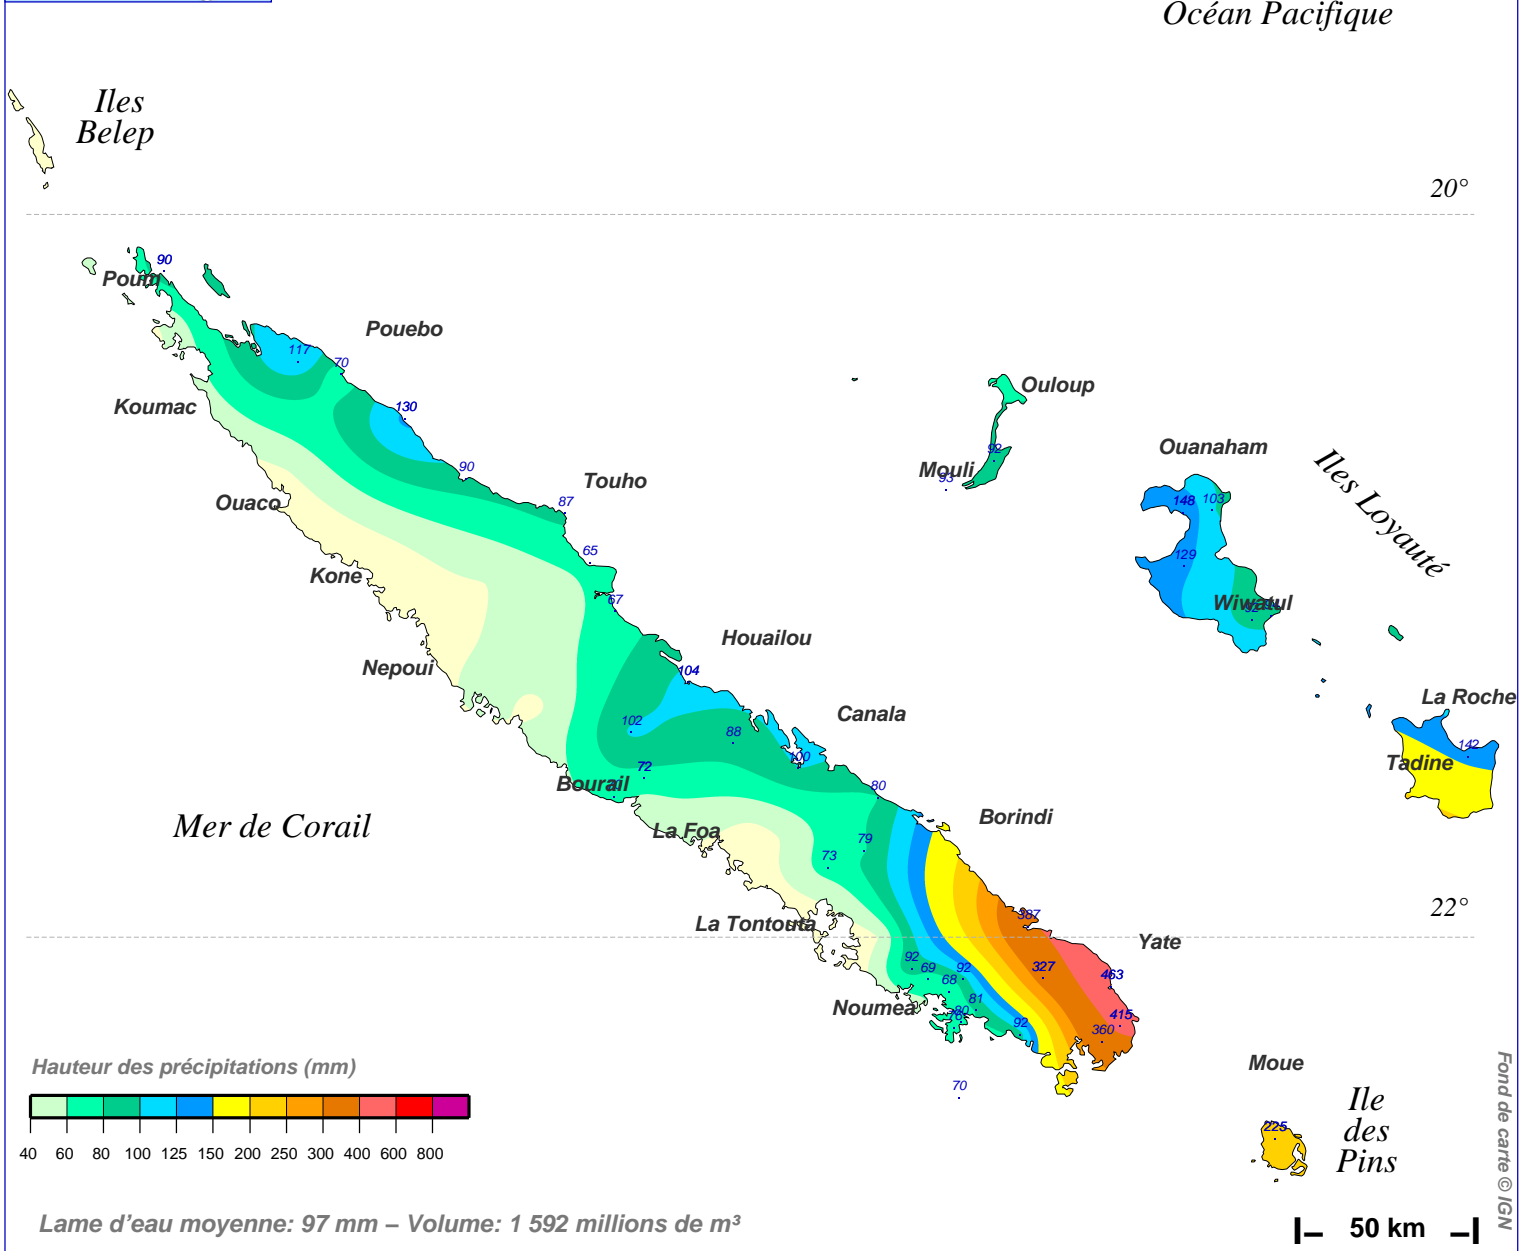 Océan Pacifique
Iles
Belep
20°
90
Poum
Pouebo
117
70
Koumac
130
Ouloup
92
Mouli
93
Ouanaham
Iles Loyauté
90
Touho
87
Ouaco
148
103
65
129
Kone
67
Wiwatul
92
Houailou
Nepoui
104
La Roche
102
88
Canala
100
142
72
Tadine
Bourail
80
Mer de Corail
La Foa
Borindi
79
73
387
22°
La Tontouta
Yate
92
69
92
327
463
68
81
Noumea
80
92
415
360
70
Moue
Hauteur des précipitations (mm)
40 60 80 100 125 150 200 250 300 400 600 800
Ile
des
Pins
225
Fond de carte © IGN
Lame d'eau moyenne: 97 mm – Volume: 1 592 millions de m³
50 km